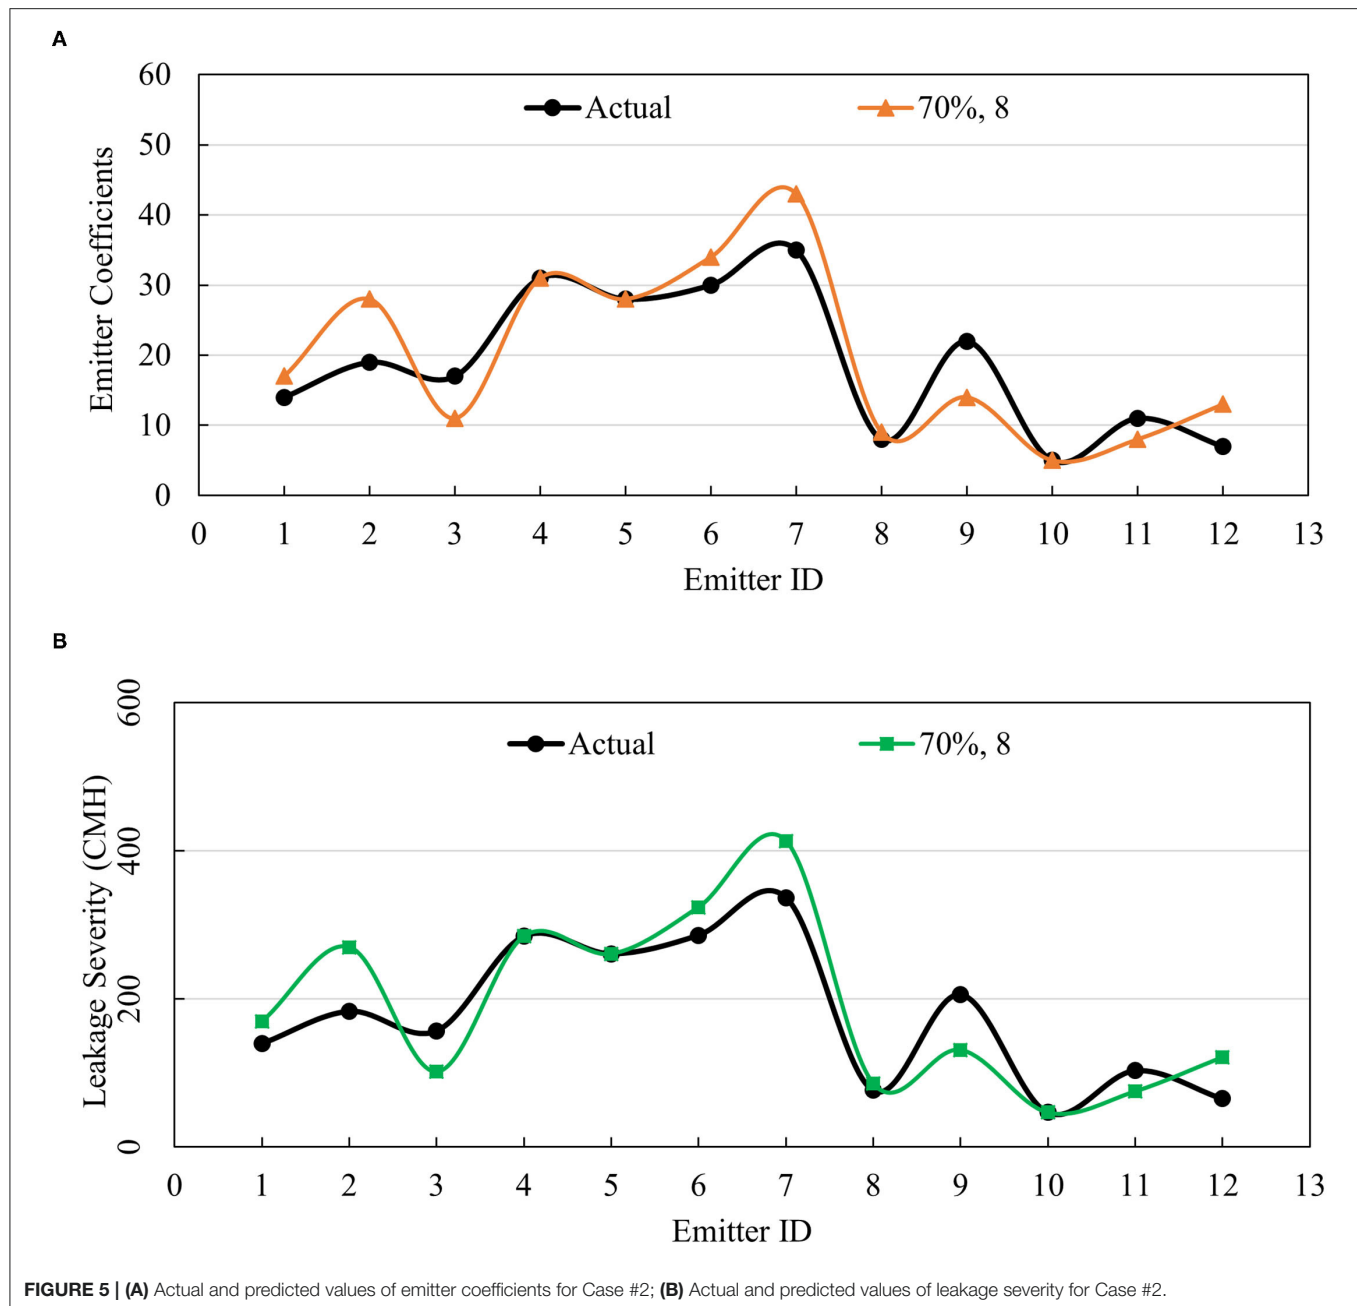 A
60
50
40
30
20
10
0
Emitter Coefficients
Actual
70%, 8
0 1 2 3 4 5 6 7 8 9 10 11 12 13
Emitter ID
B
600
400
200
0
Leakage Severity (CMH)
Actual
70%, 8
0 1 2 3 4 5 6 7 8 9 10 11 12 13
Emitter ID
FIGURE 5 | (A) Actual and predicted values of emitter coefficients for Case #2; (B) Actual and predicted values of leakage severity for Case #2.